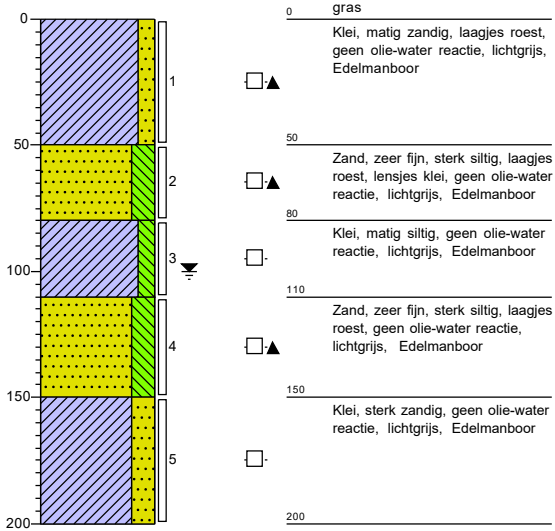 0
0
gras
Klei, matig zandig, laagjes roest,
geen olie-water reactie, lichtgrijs,
Edelmanboor
1
50
50
Zand, zeer fijn, sterk siltig, laagjes
roest, lensjes klei, geen olie-water
reactie, lichtgrijs, Edelmanboor
2
80
Klei, matig siltig, geen olie-water
reactie, lichtgrijs, Edelmanboor
3
100
110
Zand, zeer fijn, sterk siltig, laagjes
roest, geen olie-water reactie,
lichtgrijs, Edelmanboor
4
150
150
Klei, sterk zandig, geen olie-water
reactie, lichtgrijs, Edelmanboor
5
200
200